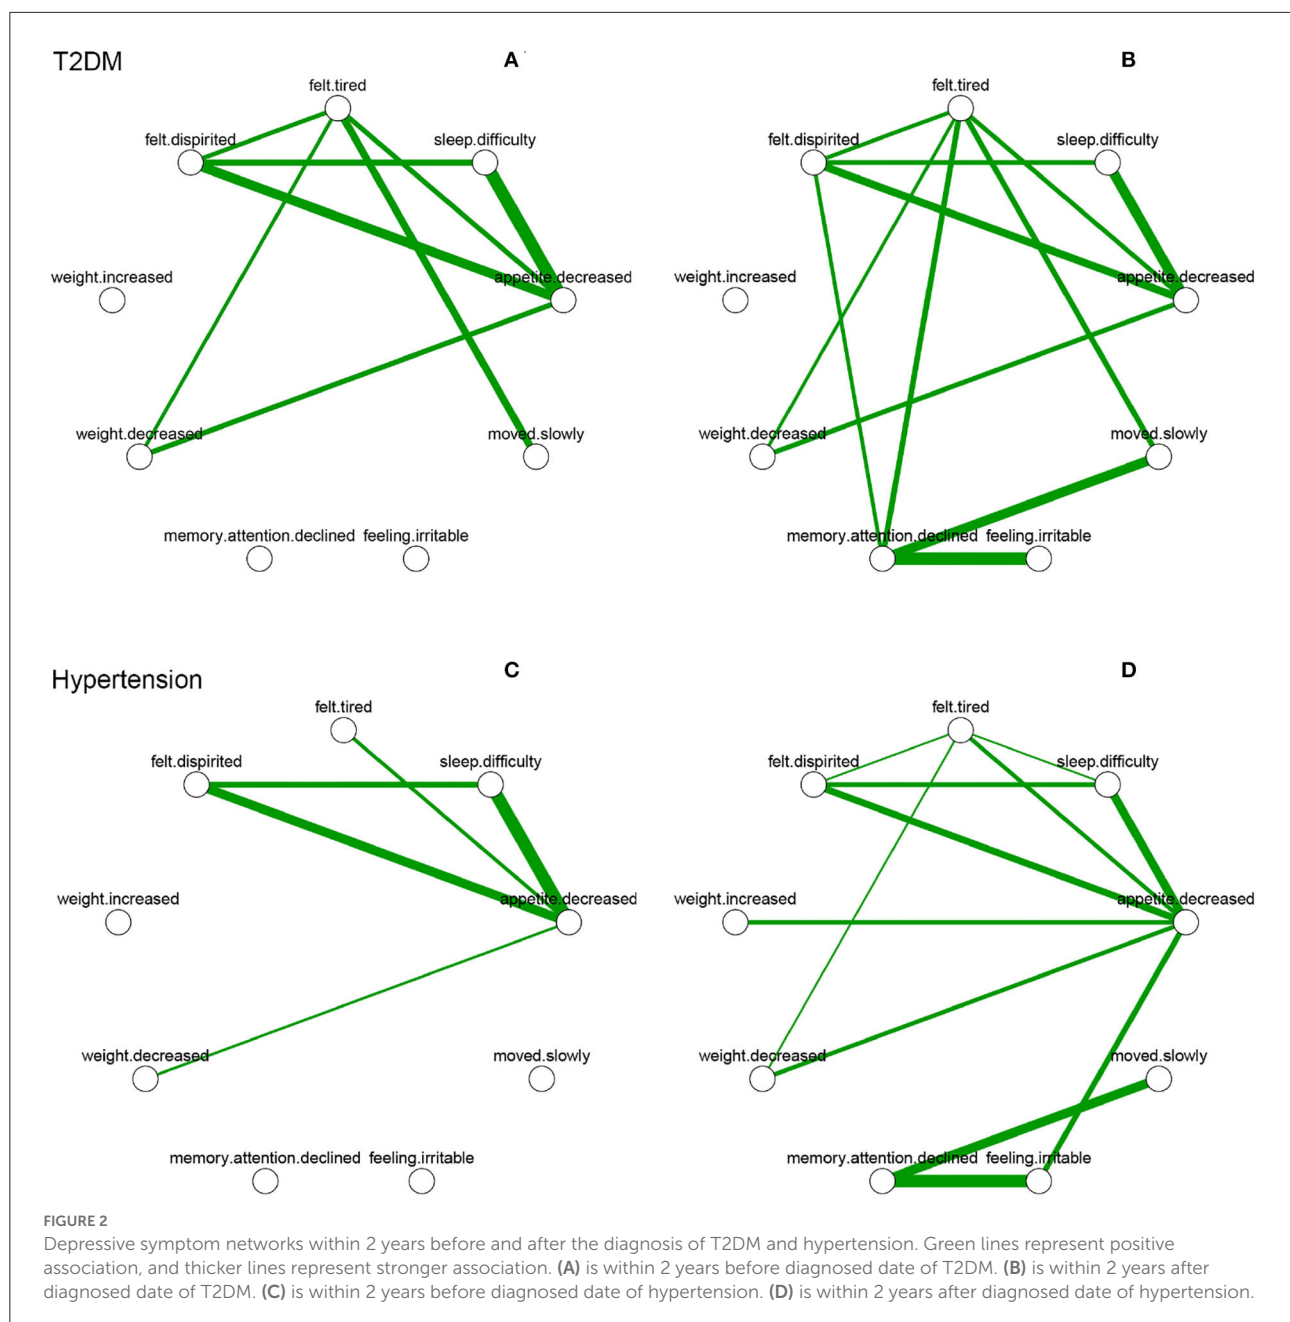 T2DM
A
felt.tired
felt.dispirited
sleep.difficulty
weight.increased
appetite.decreased
weight.decreased
moved.slowly
memory.attention.declined
feeling.irritable
B
felt.tired
felt.dispirited
sleep.difficulty
weight.increased
appetite.decreased
weight.decreased
moved.slowly
memory.attention.declined
feeling.irritable
Hypertension
C
felt.tired
felt.dispirited
sleep.difficulty
weight.increased
appetite.decreased
weight.decreased
moved.slowly
memory.attention.declined
feeling.irritable
D
felt.tired
felt.dispirited
sleep.difficulty
weight.increased
appetite.decreased
weight.decreased
moved.slowly
memory.attention.declined
feeling.irritable
FIGURE 2
Depressive symptom networks within 2 years before and after the diagnosis of T2DM and hypertension. Green lines represent positive
association, and thicker lines represent stronger association. (A) is within 2 years before diagnosed date of T2DM. (B) is within 2 years after
diagnosed date of T2DM. (C) is within 2 years before diagnosed date of hypertension. (D) is within 2 years after diagnosed date of hypertension.